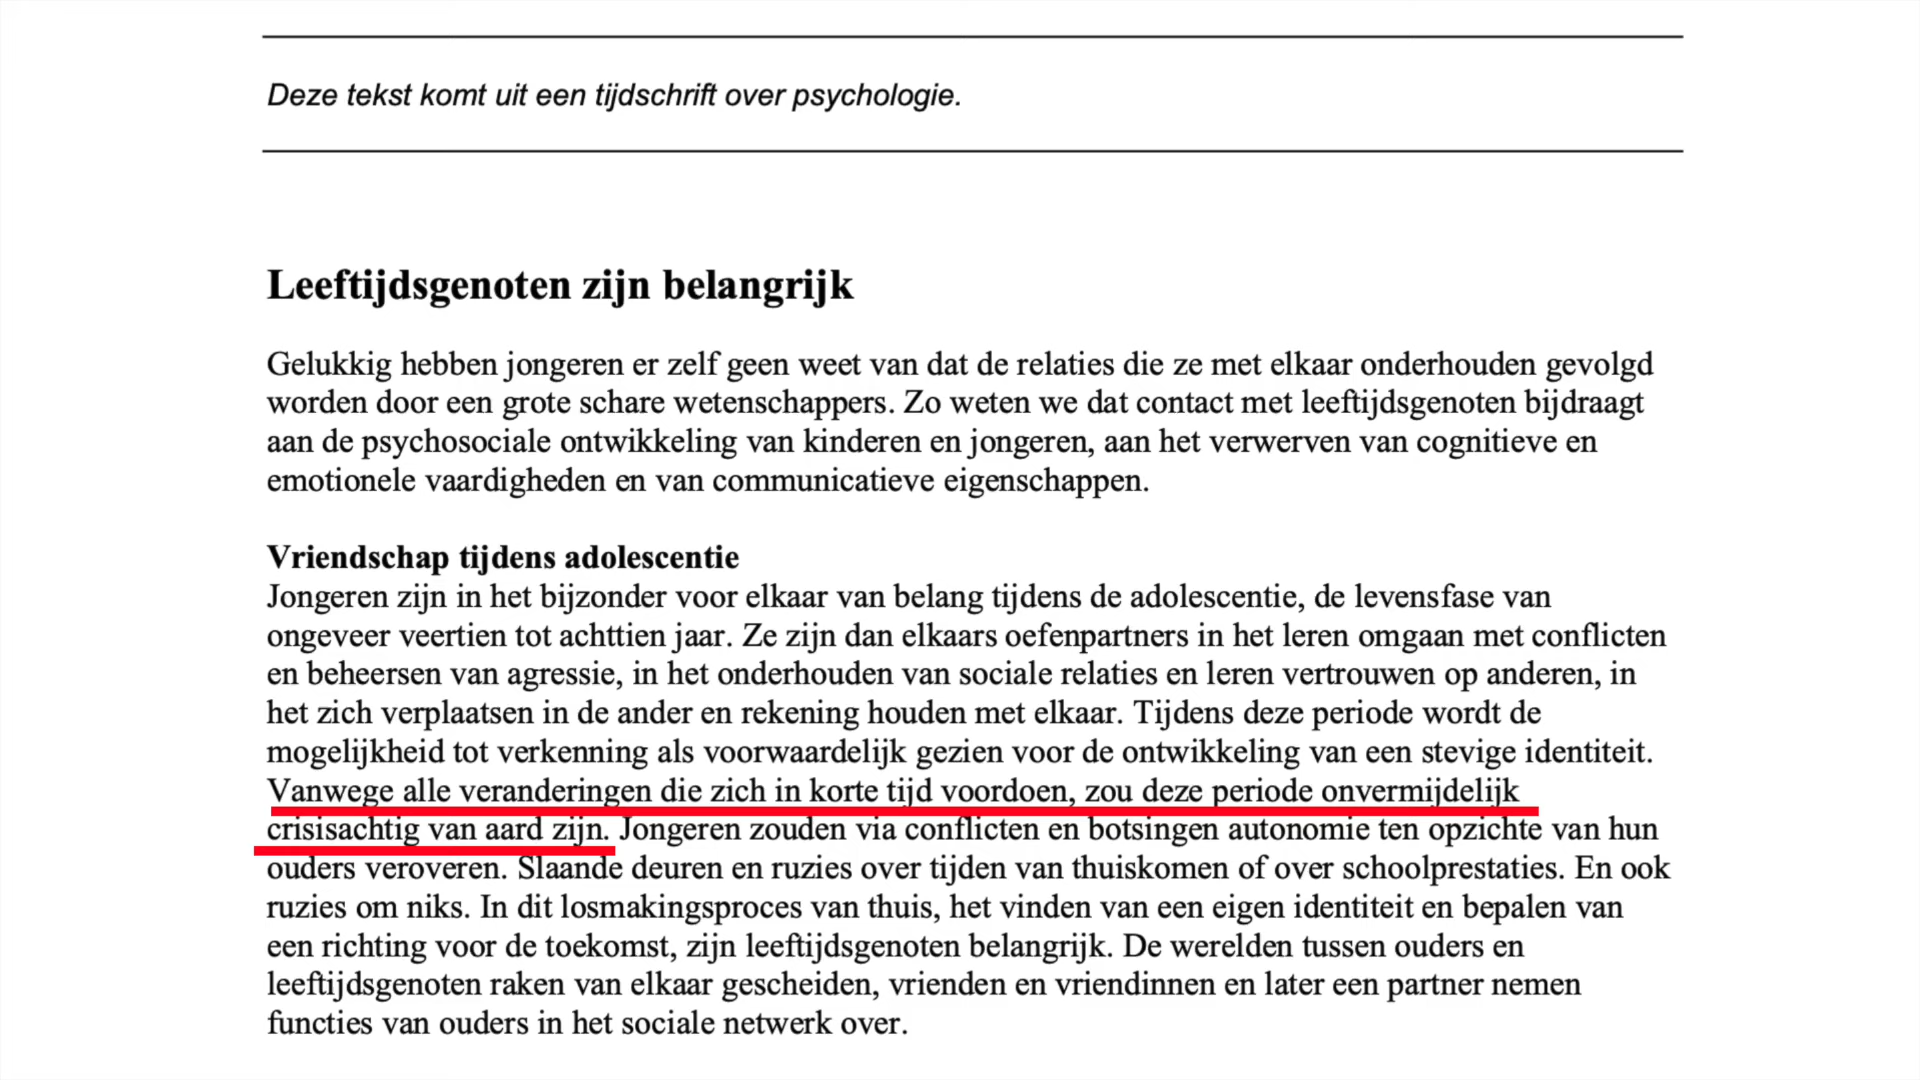 Deze tekst komt uit een tijdschrift over psychologie.
Leeftijdsgenoten zijn belangrijk
Gelukkig hebben jongeren er zelf geen weet van dat de relaties die ze met elkaar onderhouden gevolgd
worden door een grote schare wetenschappers. Zo weten we dat contact met leeftijdsgenoten bijdraagt
aan de psychosociale ontwikkeling van kinderen en jongeren, aan het verwerven van cognitieve en
emotionele vaardigheden en van communicatieve eigenschappen.
Vriendschap tijdens adolescentie
Jongeren zijn in het bijzonder voor elkaar van belang tijdens de adolescentie, de levensfase van
ongeveer veertien tot achttien jaar. Ze zijn dan elkaars oefenpartners in het leren omgaan met conflicten
en beheersen van agressie, in het onderhouden van sociale relaties en leren vertrouwen op anderen, in
het zich verplaatsen in de ander en rekening houden met elkaar. Tijdens deze periode wordt de
mogelijkheid tot verkenning als voorwaardelijk gezien voor de ontwikkeling van een stevige identiteit.
Vanwege alle veranderingen die zich in korte tijd voordoen, zou deze periode onvermijdelijk
crisisachtig van aard zijn. Jongeren zouden via conflicten en botsingen autonomie ten opzichte van hun
ouders veroveren. Slaande deuren en ruzies over tijden van thuiskomen of over schoolprestaties. En ook
ruzies om niks. In dit losmakingsproces van thuis, het vinden van een eigen identiteit en bepalen van
een richting voor de toekomst, zijn leeftijdsgenoten belangrijk. De werelden tussen ouders en
leeftijdsgenoten raken van elkaar gescheiden, vrienden en vriendinnen en later een partner nemen
functies van ouders in het sociale netwerk over.